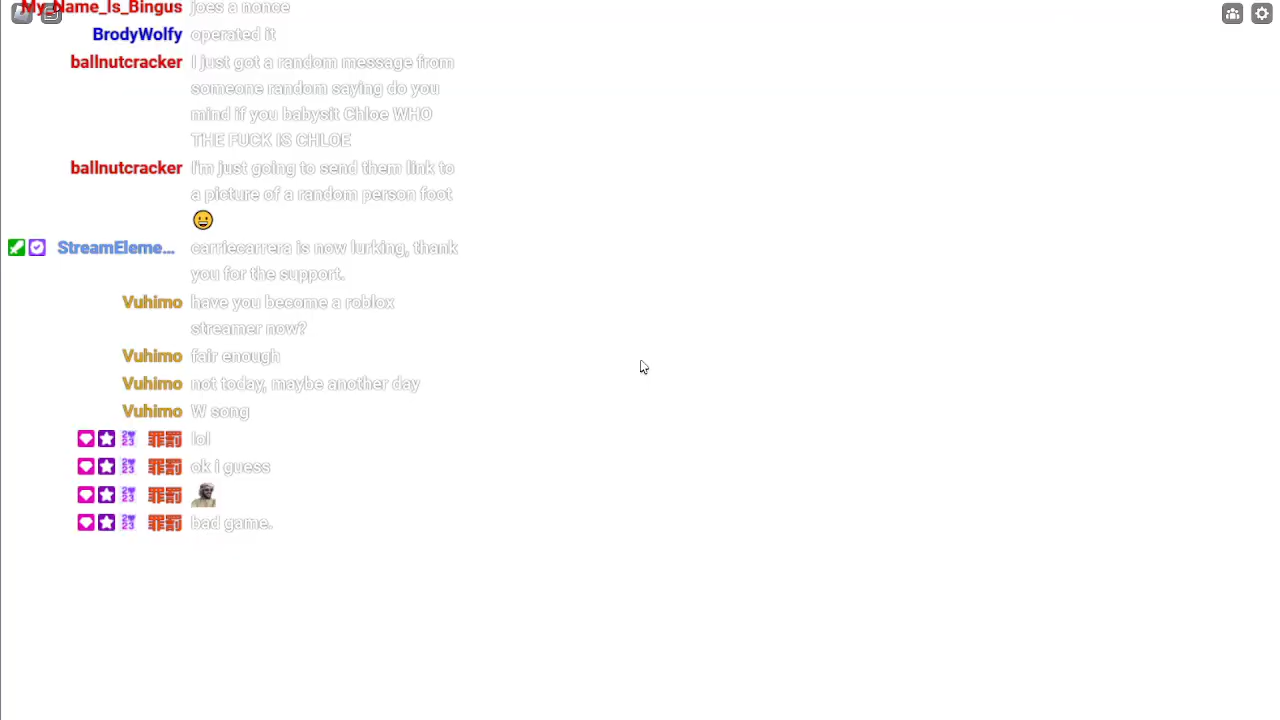 My_Name_Is_Bingus joes a nonce
BrodyWolfy operated it
ballnutcracker I just got a random message from
someone random saying do you
mind if you babysit Chloe WHO
THE FUCK IS CHLOE
ballnutcracker I'm just going to send them link to
a picture of a random person foot
StreamEleme... carriecarrera is now lurking, thank
you for the support.
Vuhimo have you become a roblox
streamer now?
Vuhimo fair enough
Vuhimo not today, maybe another day
Vuhimo W song
lol
ok i guess
bad game.